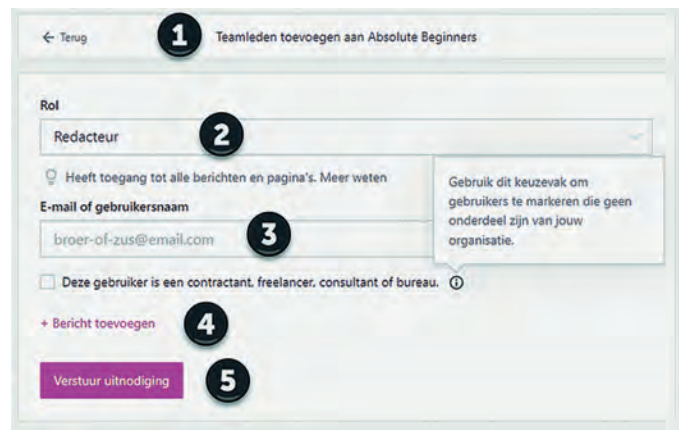 ← Terug 1 Teamleden toevoegen aan Absolute Beginners
Rol
Redacteur 2
Heeft toegang tot alle berichten en pagina's. Meer weten
E-mail of gebruikersnaam
broer-of-zus@email.com 3
Gebruik dit keuzevak om
gebruikers te markeren die geen
onderdeel zijn van jouw
organisatie.
Deze gebruiker is een contractant, freelancer, consultant of bureau.
+ Bericht toevoegen 4
Verstuur uitnodiging 5